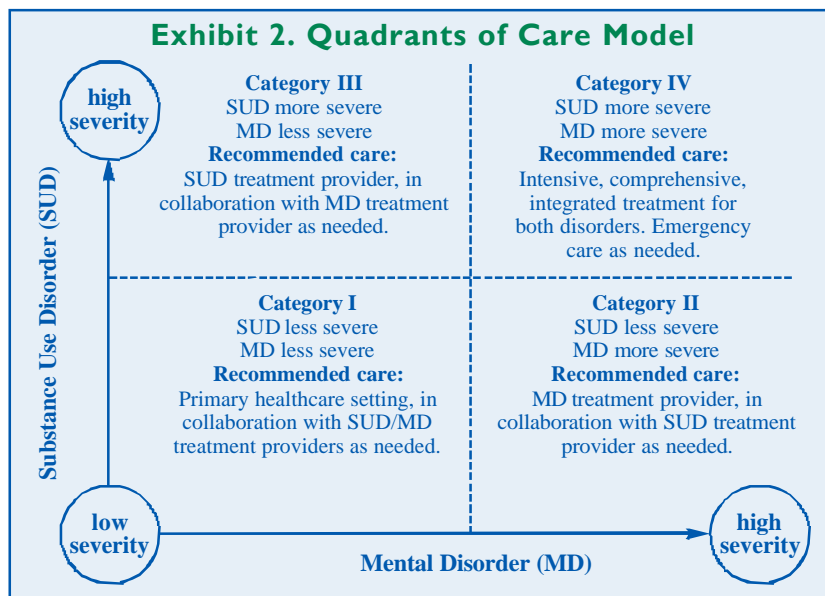 Exhibit 2. Quadrants of Care Model
high
severity
Substance Use Disorder (SUD)
Category III
SUD more severe
MD less severe
Recommended care:
SUD treatment provider, in
collaboration with MD treatment
provider as needed.
Category IV
SUD more severe
MD more severe
Recommended care:
Intensive, comprehensive,
integrated treatment for
both disorders. Emergency
care as needed.
Category I
SUD less severe
MD less severe
Recommended care:
Primary healthcare setting, in
collaboration with SUD/MD
treatment providers as needed.
Category II
SUD less severe
MD more severe
Recommended care:
MD treatment provider, in
collaboration with SUD treatment
provider as needed.
low
severity
Mental Disorder (MD)
high
severity